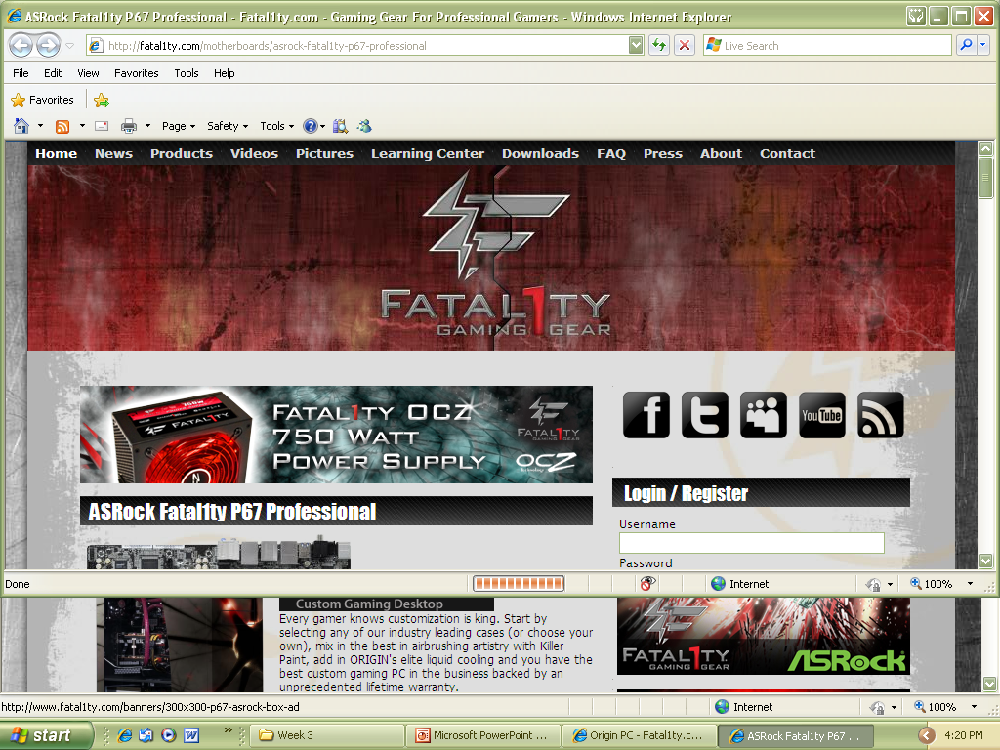 ASRock Fatal1ty P67 Professional - Fatal1ty.com - Gaming Gear For Professional Gamers - Windows Internet Explorer
http://fatal1ty.com/motherboards/asrock-fatal1ty-p67-professional
Live Search
File Edit View Favorites Tools Help
Favorites
Page Safety Tools
Home News Products Videos Pictures Learning Center Downloads FAQ Press About Contact
FATAL1TY
GAMING GEAR
750W
FATAL1TY
FATAL1TY OCZ
750 WATT
POWER SUPPLY
FATAL1TY
GAMING GEAR
OCZ
Technology
You Tube
ASRock Fatal1ty P67 Professional
Login / Register
Username
Password
Done
Internet
100%
Custom Gaming Desktop
Every gamer knows customization is king. Start by
selecting any of our industry leading cases (or choose your
own), mix in the best in airbrushing artistry with Killer
Paint, add in ORIGIN's elite liquid cooling and you have the
best custom gaming PC in the business backed by an
unprecedented lifetime warranty.
FATAL1TY
GAMING GEAR
ASRock
http://www.fatal1ty.com/banners/300x300-p67-asrock-box-ad
Internet
100%
start
Week 3
Microsoft PowerPoint ...
Origin PC - Fatal1ty.c...
ASRock Fatal1ty P67 ...
4:20 PM